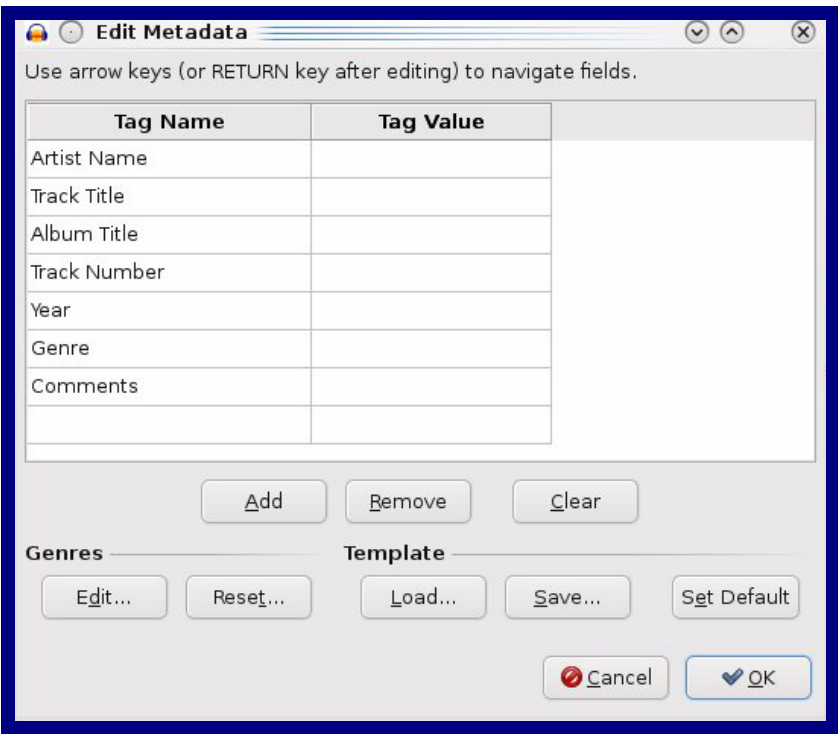 Edit Metadata
Use arrow keys (or RETURN key after editing) to navigate fields.
Tag Name Tag Value
Artist Name
Track Title
Album Title
Track Number
Year
Genre
Comments
Add Remove Clear
Genres Template
Edit... Reset... Load... Save... Set Default
Cancel OK